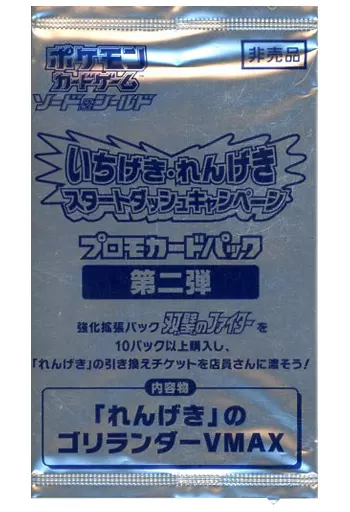 ポケモン
カードゲーム
ソード&シールド
非売品
いちげき・れんげき
スタートダッシュキャンペーン
プロモカードパック
第二弾
強化拡張パック 双璧のファイターを
10パック以上購入し、
「れんげき」の引き換えチケットを店員さんに渡そう!
内容物
「れんげき」の
ゴリランダーVMAX